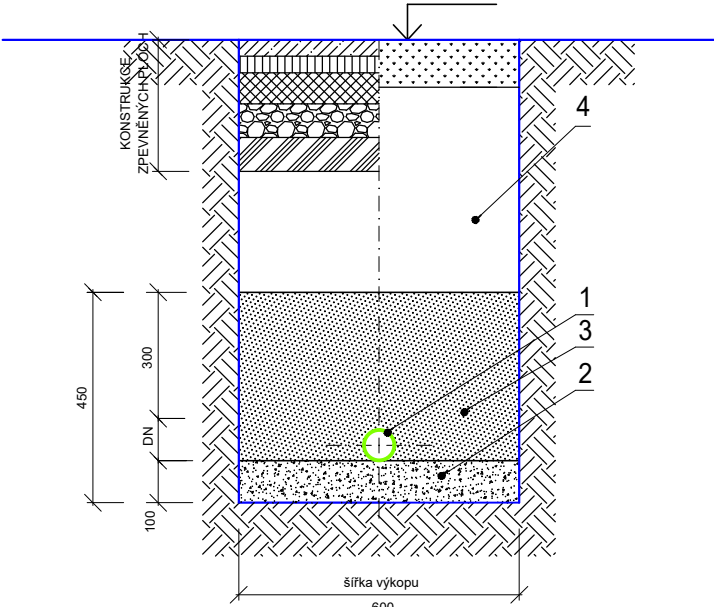 KONSTRUKCE
ZPEVNĚNÝCH PLOCH
4
1
3
2
450
300
DN
100
šířka výkopu
600